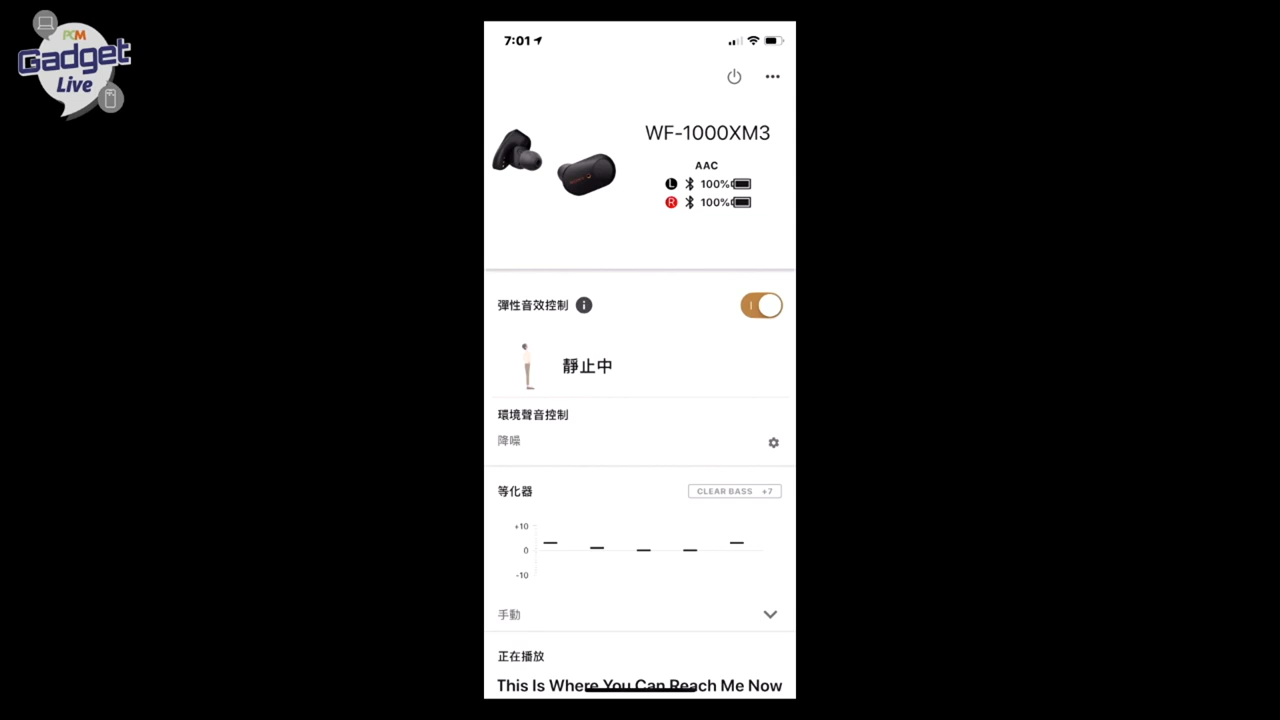 PCM
Gadget
Live
7:01
WF-1000XM3
AAC
L 100%
R 100%
彈性音效控制
靜止中
環境聲音控制
降噪
等化器
CLEAR BASS +7
+10
0
-10
手動
正在播放
This Is Where You Can Reach Me Now